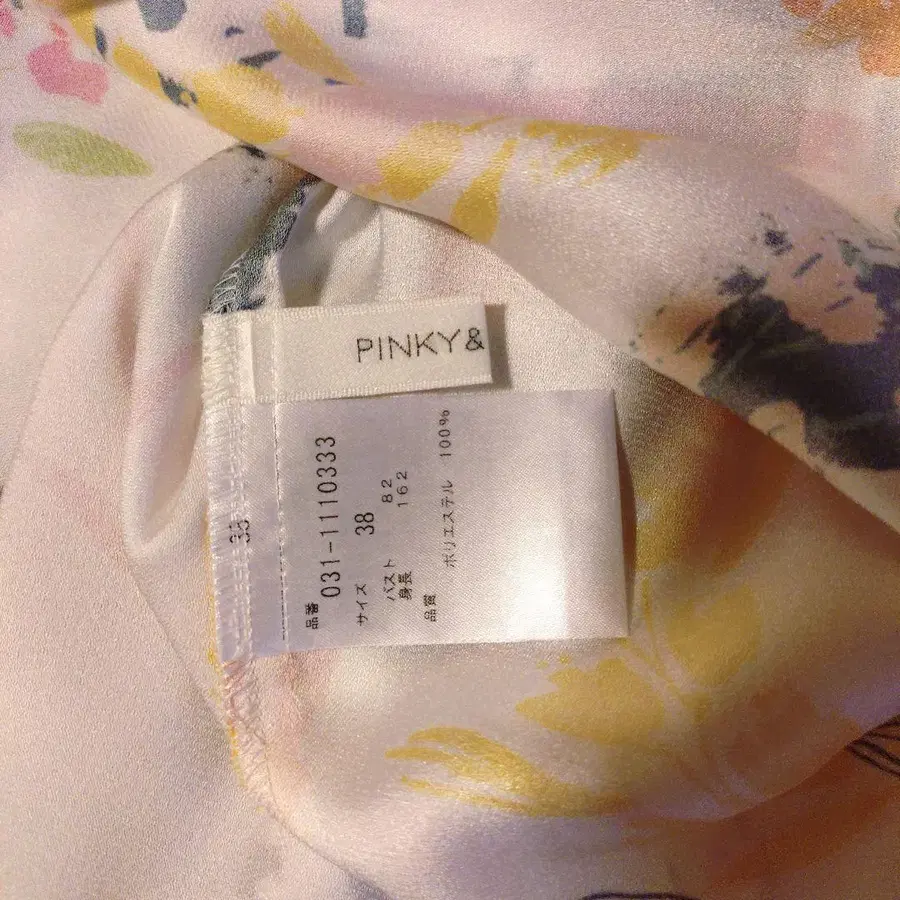 PINKY&
品番
031-1110333
サイズ 38
バスト 82
身長 162
品質
ポリエステル 100%
38